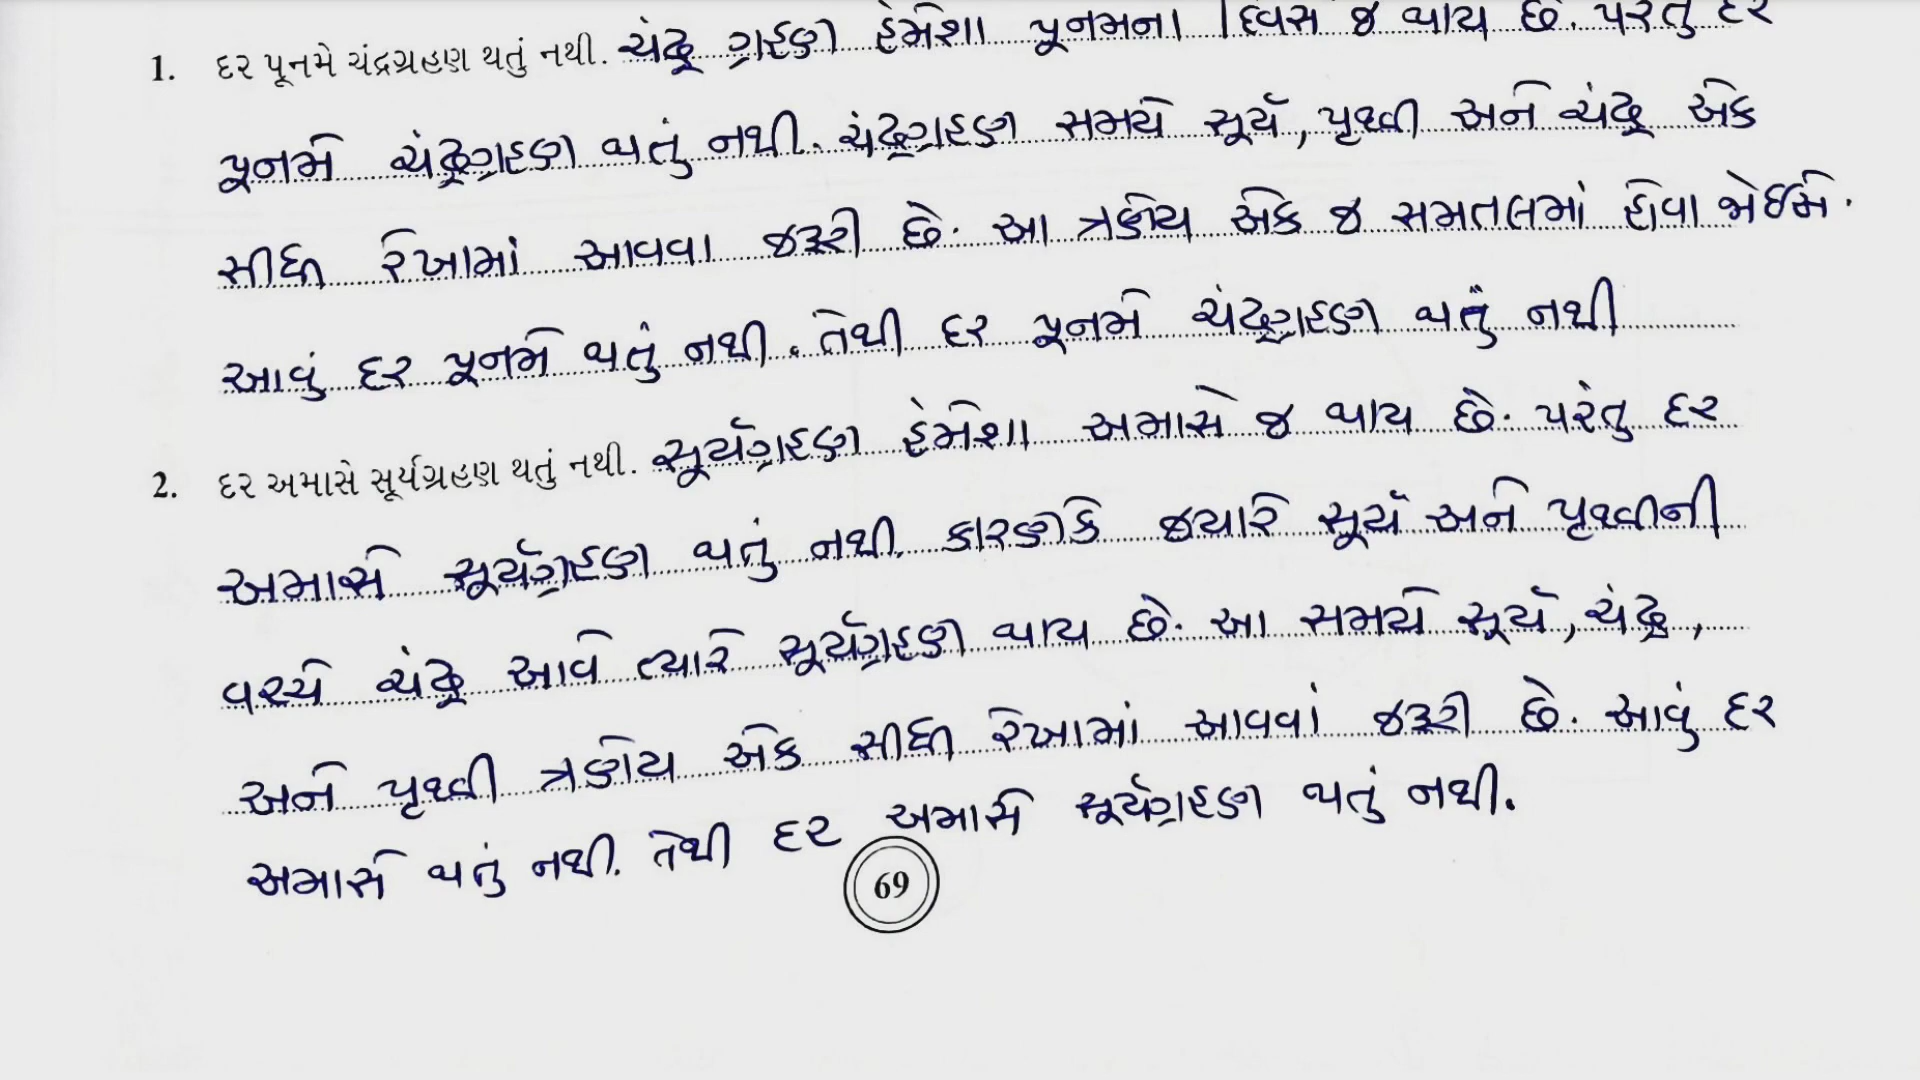 1. દર પૂનમે ચંદ્રગ્રહણ થતું નથી. ચંદ્ર ગ્રહણ હંમેશા પૂનમના દિવસે જ થાય છે. પરંતુ દર
પૂનમે ચંદ્રગ્રહણ થતું નથી. ચંદ્રગ્રહણ સમયે સૂર્ય, પૃથ્વી અને ચંદ્ર એક
સીધી રેખામાં આવવા જરૂરી છે. આ ત્રણેય એક જ સમતલમાં હોવા જોઈએ.
આવું દર પૂનમે થતું નથી. તેથી દર પૂનમે ચંદ્રગ્રહણ થતું નથી
2. દર અમાસે સૂર્યગ્રહણ થતું નથી. સૂર્યગ્રહણ હંમેશા અમાસે જ થાય છે. પરંતુ દર
અમાસે સૂર્યગ્રહણ થતું નથી. કારણકે જયારે સૂર્ય અને પૃથ્વીની
વચ્ચે ચંદ્ર આવે ત્યારે સૂર્યગ્રહણ થાય છે. આ સમયે સૂર્ય, ચંદ્ર,
અને પૃથ્વી ત્રણેય એક સીધી રેખામાં આવવાં જરૂરી છે. આવું દર
અમાસે થતું નથી. તેથી દર અમાસે સૂર્યગ્રહણ થતું નથી.
69